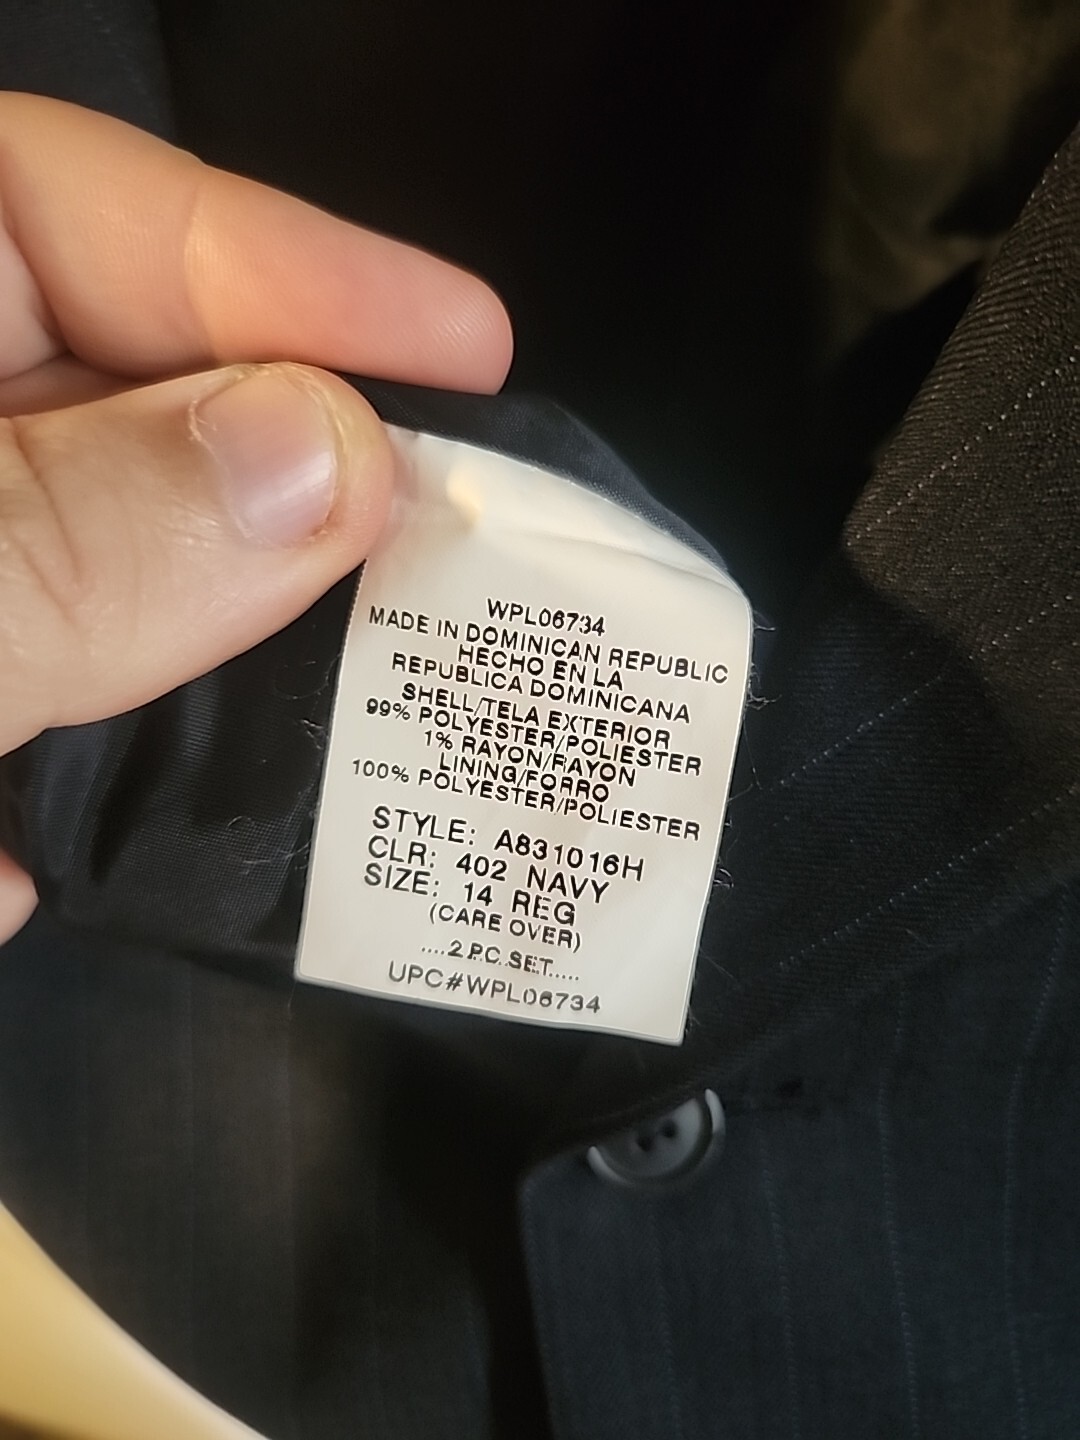 WPL06734
MADE IN DOMINICAN REPUBLIC
HECHO EN LA
REPUBLICA DOMINICANA
SHELL/TELA EXTERIOR
99% POLYESTER/POLIESTER
1% RAYON/RAYON
LINING/FORRO
100% POLYESTER/POLIESTER
STYLE: A831016H
CLR: 402 NAVY
SIZE: 14 REG
(CARE OVER)
....2 P.C. SET.....
UPC#WPL06734